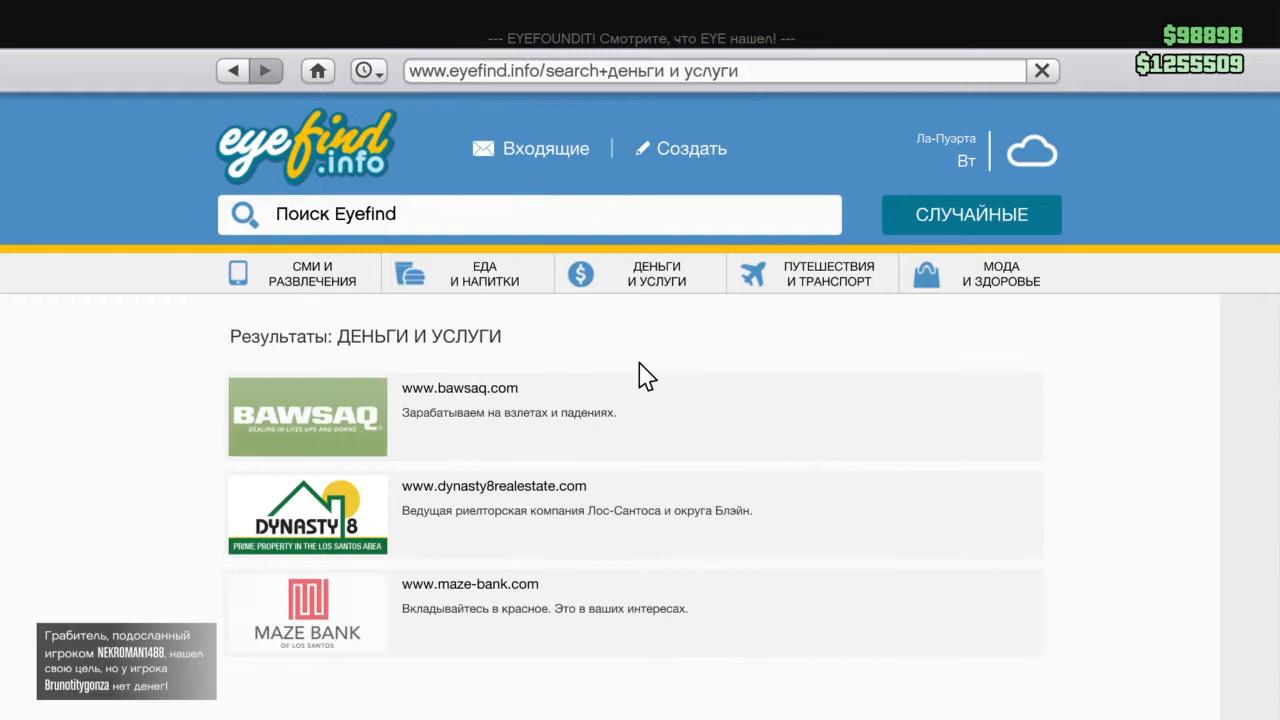 --- EYEFOUNDIT! Смотрите, что EYE нашел! ---
$98898
$1255509
www.eyefind.info/search+деньги и услуги
eyefind
.info
Входящие
Создать
Ла-Пуэрта
Вт
Поиск Eyefind
СЛУЧАЙНЫЕ
СМИ И
РАЗВЛЕЧЕНИЯ
ЕДА
И НАПИТКИ
ДЕНЬГИ
И УСЛУГИ
ПУТЕШЕСТВИЯ
И ТРАНСПОРТ
МОДА
И ЗДОРОВЬЕ
Результаты: ДЕНЬГИ И УСЛУГИ
BAWSAQ
DEALING IN LIFES UPS AND DOWNS
www.bawsaq.com
Зарабатываем на взлетах и падениях.
DYNASTY 8
PRIME PROPERTY IN THE LOS SANTOS AREA
www.dynasty8realestate.com
Ведущая риелторская компания Лос-Сантоса и округа Блэйн.
MAZE BANK
OF LOS SANTOS
www.maze-bank.com
Вкладывайтесь в красное. Это в ваших интересах.
Грабитель, подосланный
игроком NEKROMAN1488, нашел
свою цель, но у игрока
Brunotitygonza нет денег!